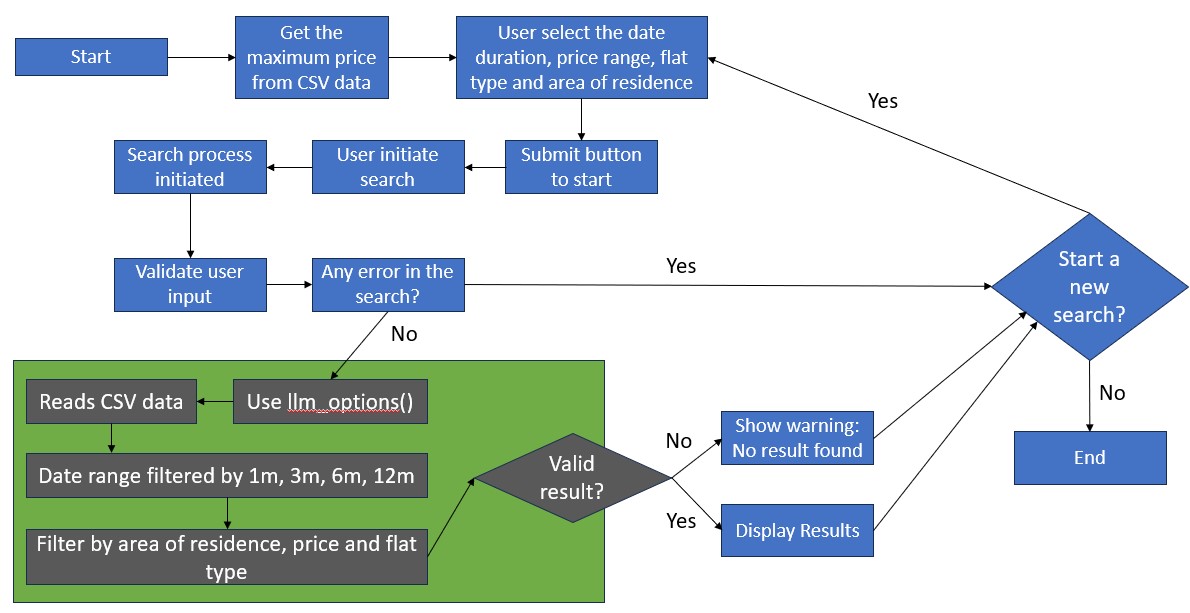 Start
Get the
maximum price
from CSV data
User select the date
duration, price range, flat
type and area of residence
Yes
Search process
initiated
User initiate
search
Submit button
to start
Validate user
input
Any error in the
search?
Yes
Start a
new
search?
No
Reads CSV data
Use llm_options()
Date range filtered by 1m, 3m, 6m, 12m
Filter by area of residence, price and flat
type
Valid
result?
No
Show warning:
No result found
Yes
Display Results
No
End